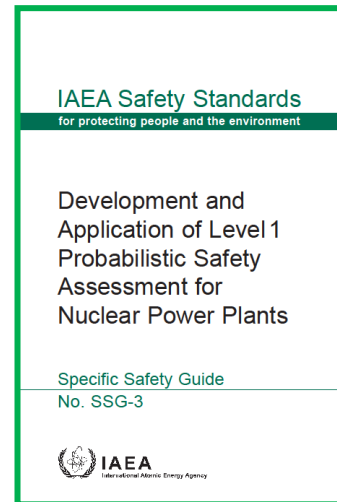 IAEA Safety Standards
for protecting people and the environment
Development and
Application of Level 1
Probabilistic Safety
Assessment for
Nuclear Power Plants
Specific Safety Guide
No. SSG-3
IAEA
International Atomic Energy Agency